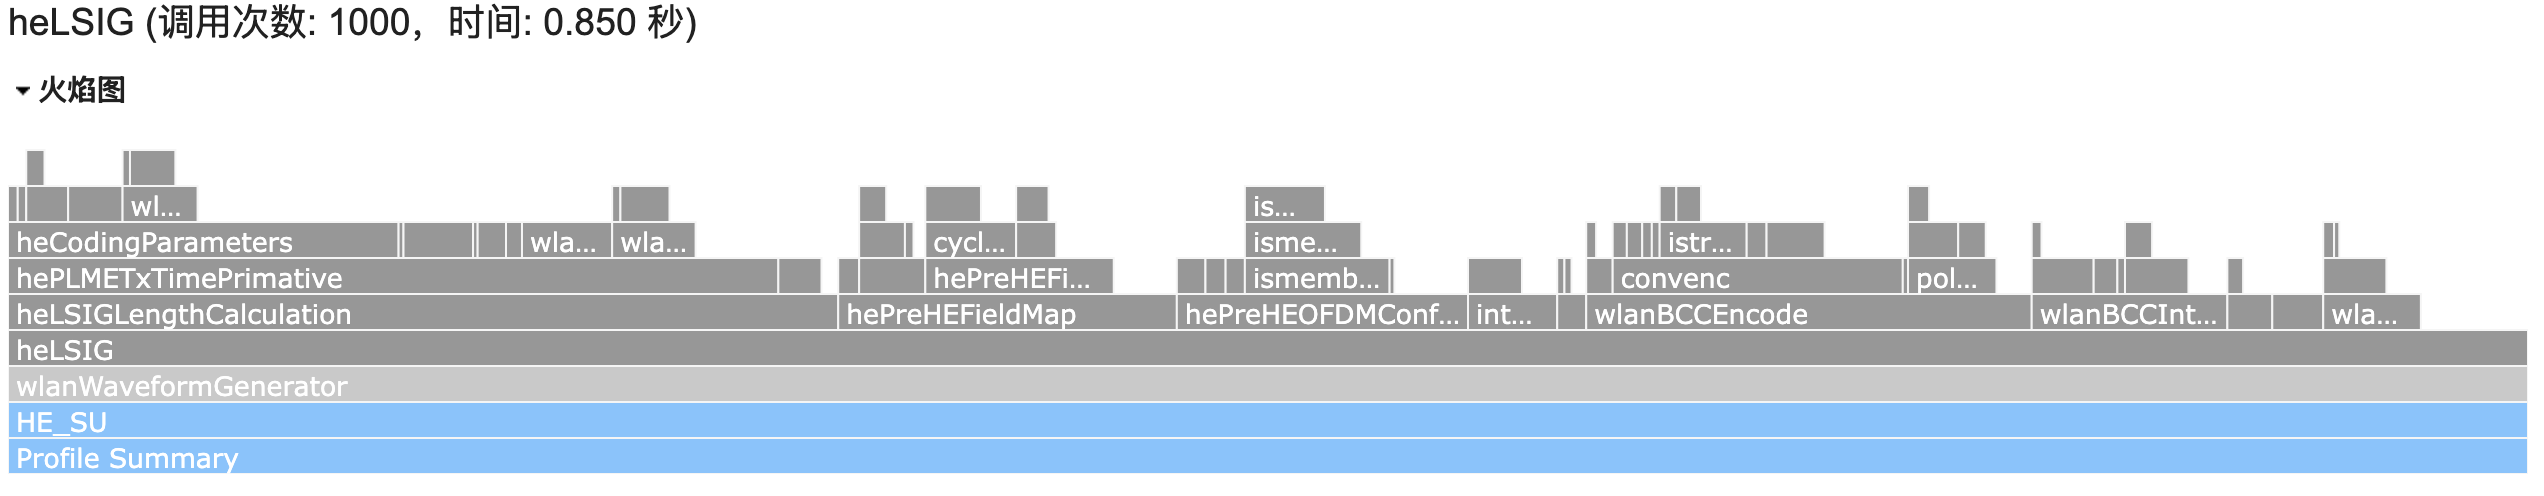 heLSIG (调用次数: 1000，时间: 0.850 秒)
火焰图
wl...
is...
heCodingParameters wla... wla... cycl... isme... istr...
hePLMETxTimePrimative hePreHEFi... ismemb... convenc pol...
heLSIGLengthCalculation hePreHEFieldMap hePreHEOFDMConf... int... wlanBCCEncode wlanBCCInt... wla...
heLSIG
wlanWaveformGenerator
HE_SU
Profile Summary